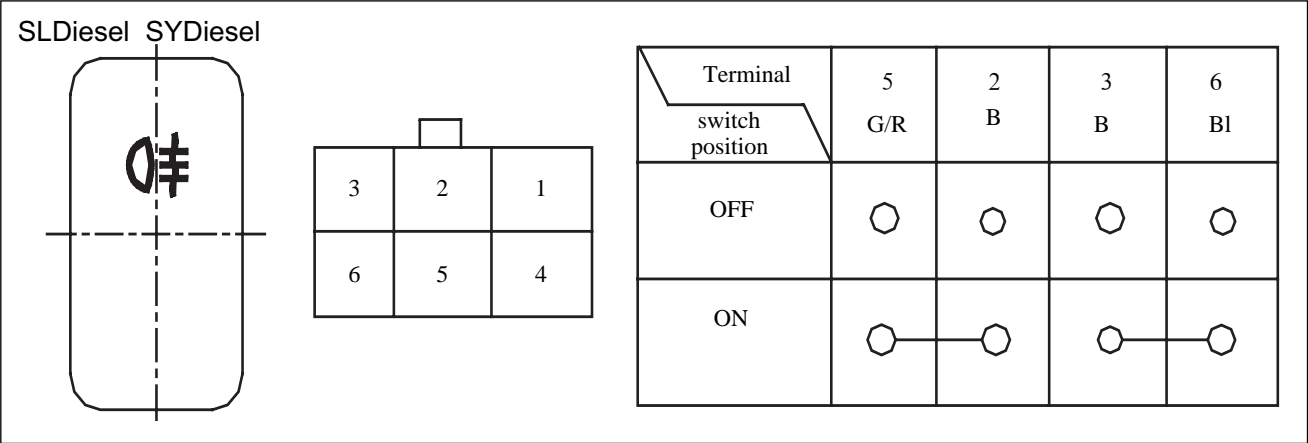 SLDiesel SYDiesel
3 2 1
6 5 4
Terminal 5 2 3 6
switch position G/R B B Bl
OFF
ON